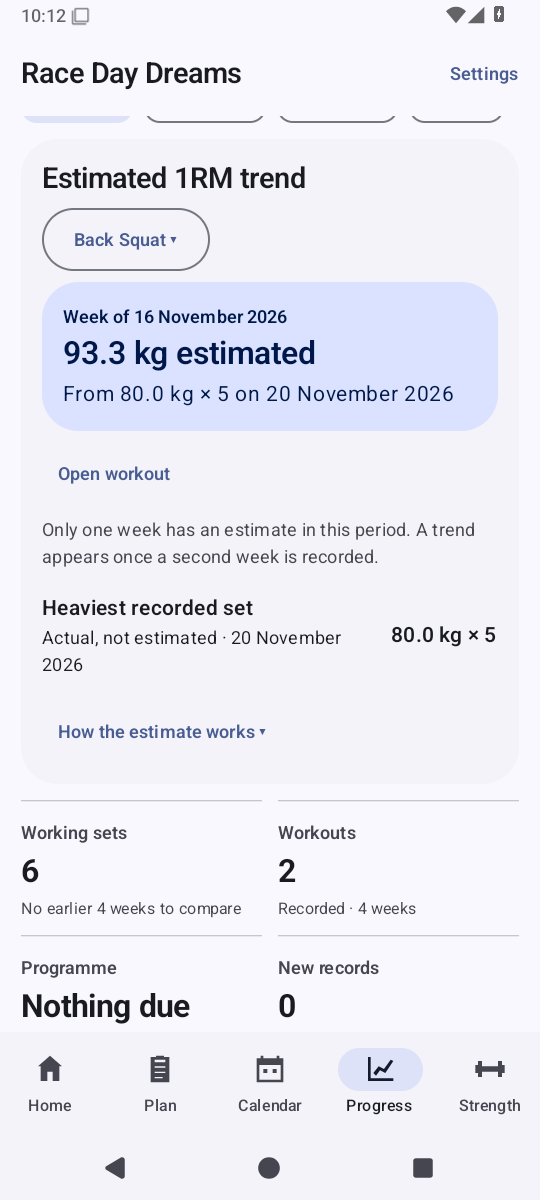 10:12
Race Day Dreams
Settings
Estimated 1RM trend
Back Squat ▾
Week of 16 November 2026
93.3 kg estimated
From 80.0 kg × 5 on 20 November 2026
Open workout
Only one week has an estimate in this period. A trend
appears once a second week is recorded.
Heaviest recorded set
Actual, not estimated · 20 November
2026
80.0 kg × 5
How the estimate works ▾
Working sets
6
No earlier 4 weeks to compare
Workouts
2
Recorded · 4 weeks
Programme
Nothing due
New records
0
Home
Plan
Calendar
Progress
Strength